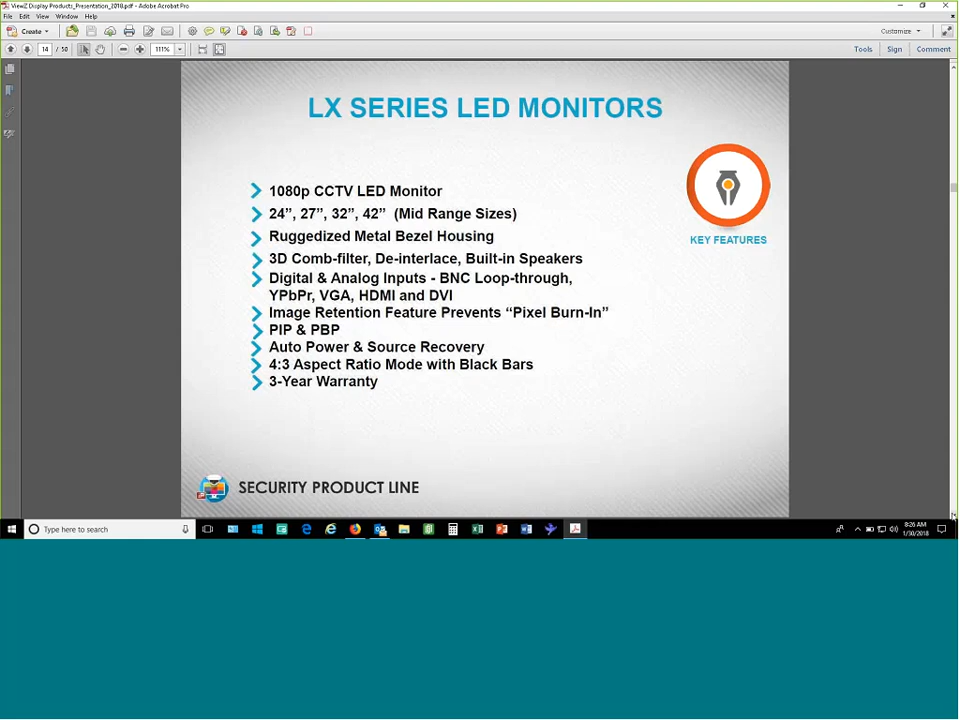 ViewZ Display Products_Presentation_2018.pdf - Adobe Acrobat Pro
File Edit View Window Help
Create
Customize
14 / 50
111%
Tools Sign Comment
LX SERIES LED MONITORS
1080p CCTV LED Monitor
24”, 27”, 32”, 42” (Mid Range Sizes)
Ruggedized Metal Bezel Housing
3D Comb-filter, De-interlace, Built-in Speakers
Digital & Analog Inputs - BNC Loop-through,
YPbPr, VGA, HDMI and DVI
Image Retention Feature Prevents “Pixel Burn-In”
PIP & PBP
Auto Power & Source Recovery
4:3 Aspect Ratio Mode with Black Bars
3-Year Warranty
KEY FEATURES
SECURITY PRODUCT LINE
Type here to search
8:26 AM
1/30/2018